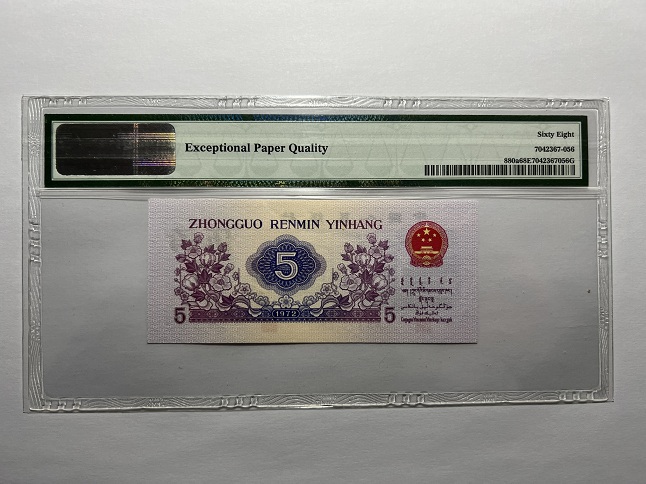 Sixty Eight
Exceptional Paper Quality
7042367-056
880a68E7042367056G
ZHONGGUO RENMIN YINHANG
5
5
1972
5